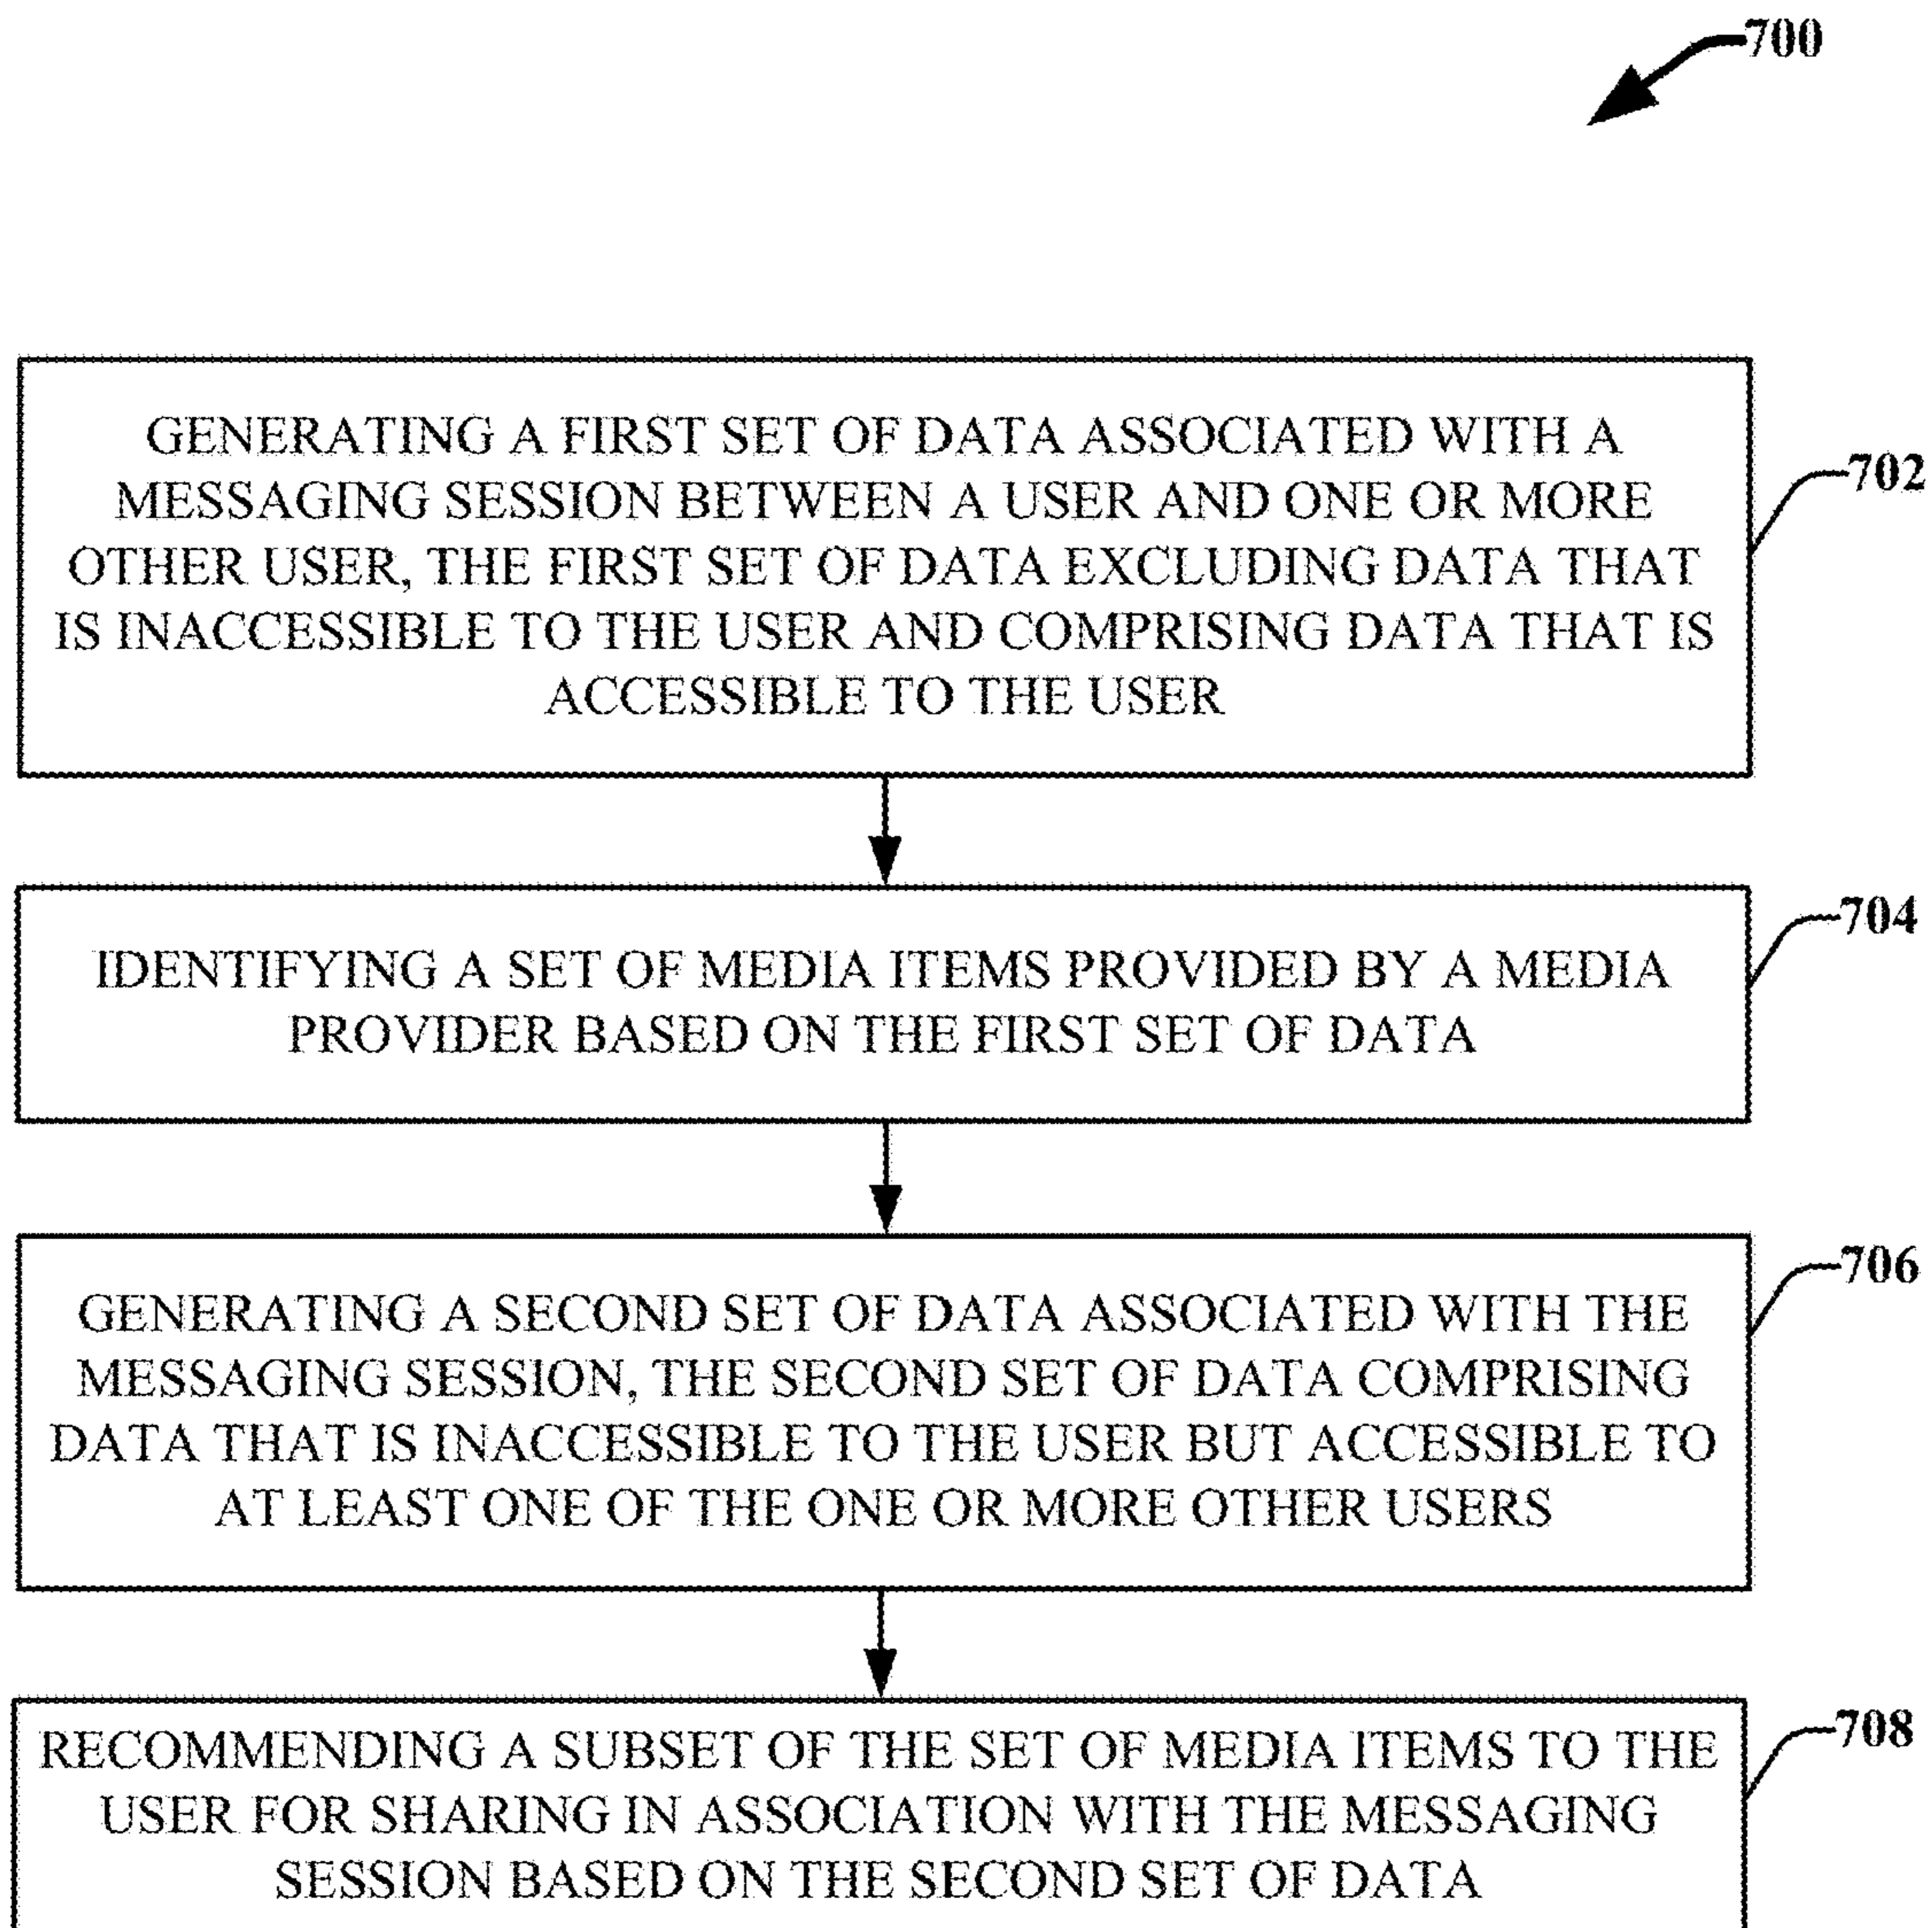 700
GENERATING A FIRST SET OF DATA ASSOCIATED WITH A
MESSAGING SESSION BETWEEN A USER AND ONE OR MORE
OTHER USER, THE FIRST SET OF DATA EXCLUDING DATA THAT
IS INACCESSIBLE TO THE USER AND COMPRISING DATA THAT IS
ACCESSIBLE TO THE USER
702
IDENTIFYING A SET OF MEDIA ITEMS PROVIDED BY A MEDIA
PROVIDER BASED ON THE FIRST SET OF DATA
704
GENERATING A SECOND SET OF DATA ASSOCIATED WITH THE
MESSAGING SESSION, THE SECOND SET OF DATA COMPRISING
DATA THAT IS INACCESSIBLE TO THE USER BUT ACCESSIBLE TO
AT LEAST ONE OF THE ONE OR MORE OTHER USERS
706
RECOMMENDING A SUBSET OF THE SET OF MEDIA ITEMS TO THE
USER FOR SHARING IN ASSOCIATION WITH THE MESSAGING
SESSION BASED ON THE SECOND SET OF DATA
708